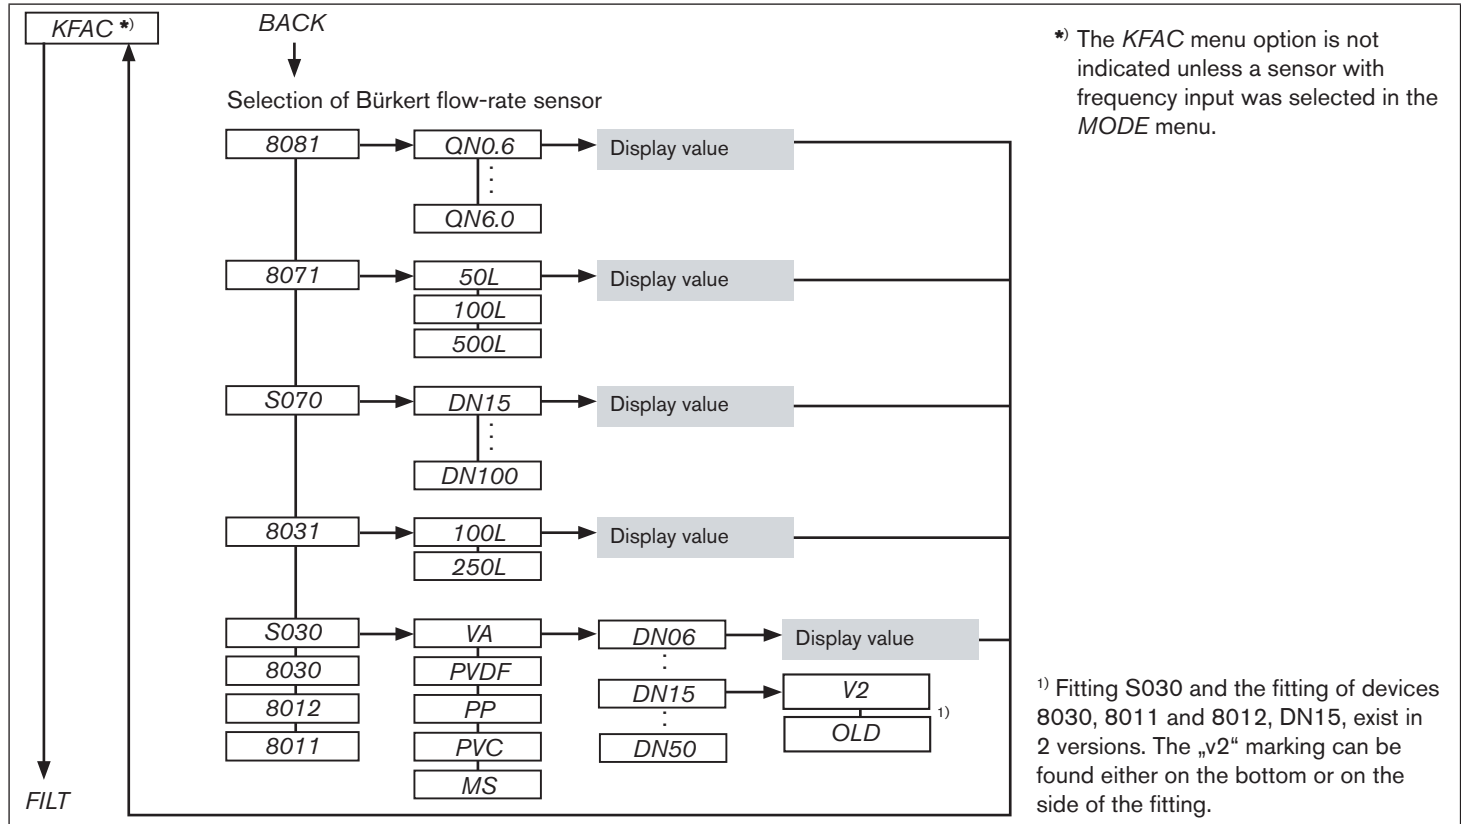 KFAC *)
BACK
*) The KFAC menu option is not
indicated unless a sensor with
frequency input was selected in the
MODE menu.
Selection of Bürkert flow-rate sensor
8081
QN0.6
Display value
QN6.0
8071
50L
Display value
100L
500L
S070
DN15
Display value
DN100
8031
100L
Display value
250L
S030
VA
DN06
Display value
8030
PVDF
8012
PP
DN15
V2
8011
PVC
DN50
OLD
1)
MS
FILT
1) Fitting S030 and the fitting of devices
8030, 8011 and 8012, DN15, exist in
2 versions. The „v2“ marking can be
found either on the bottom or on the
side of the fitting.